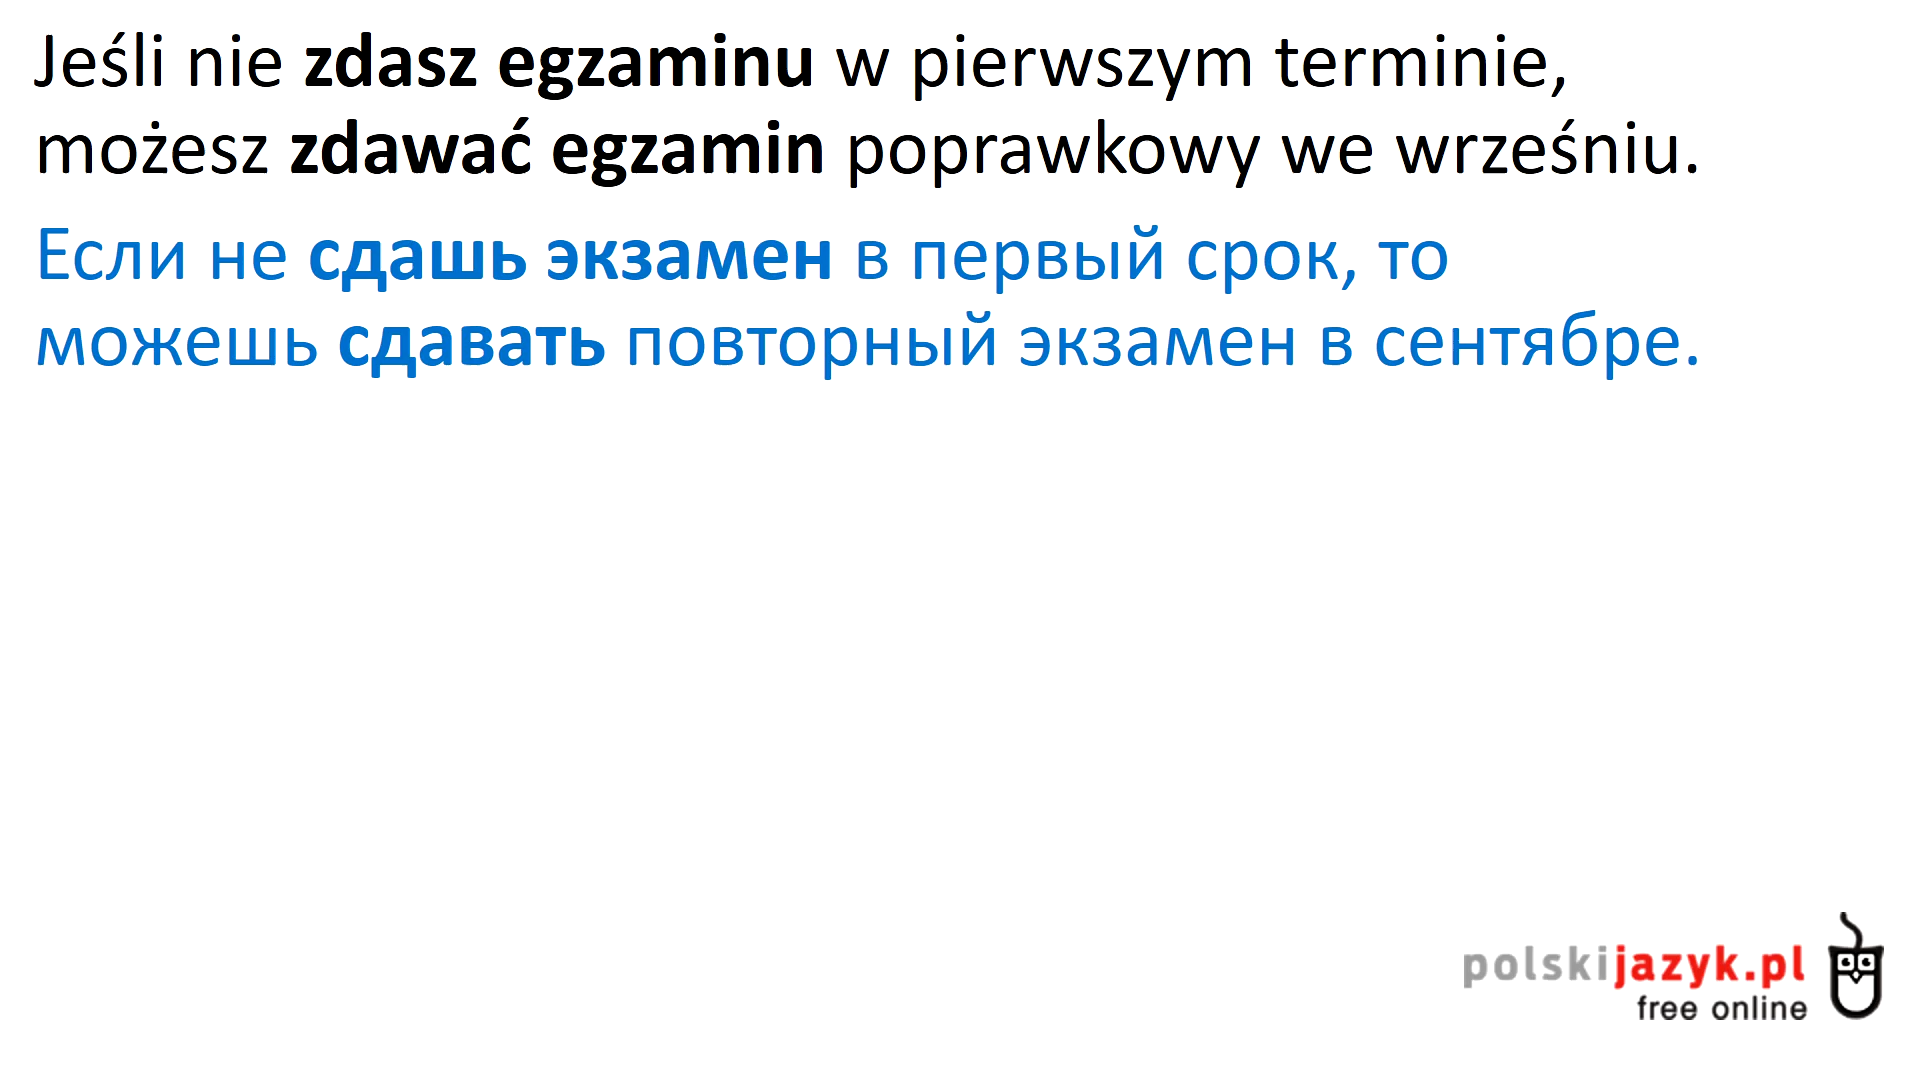 Jeśli nie zdasz egzaminu w pierwszym terminie,
możesz zdawać egzamin poprawkowy we wrześniu.
Если не сдашь экзамен в первый срок, то
можешь сдавать повторный экзамен в сентябре.
polskijazyk.pl
free online